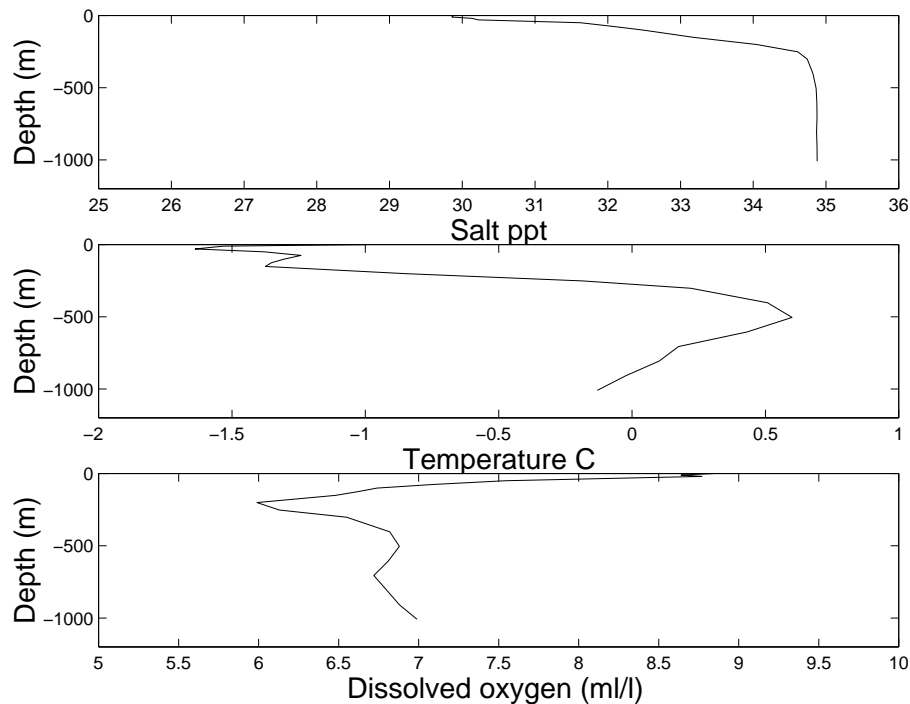 0
−500
−1000
Depth (m)
25 26 27 28 29 30 31 32 33 34 35 36
Salt ppt
0
−500
−1000
Depth (m)
−2 −1.5 −1 −0.5 0 0.5 1
Temperature C
0
−500
−1000
Depth (m)
5 5.5 6 6.5 7 7.5 8 8.5 9 9.5 10
Dissolved oxygen (ml/l)